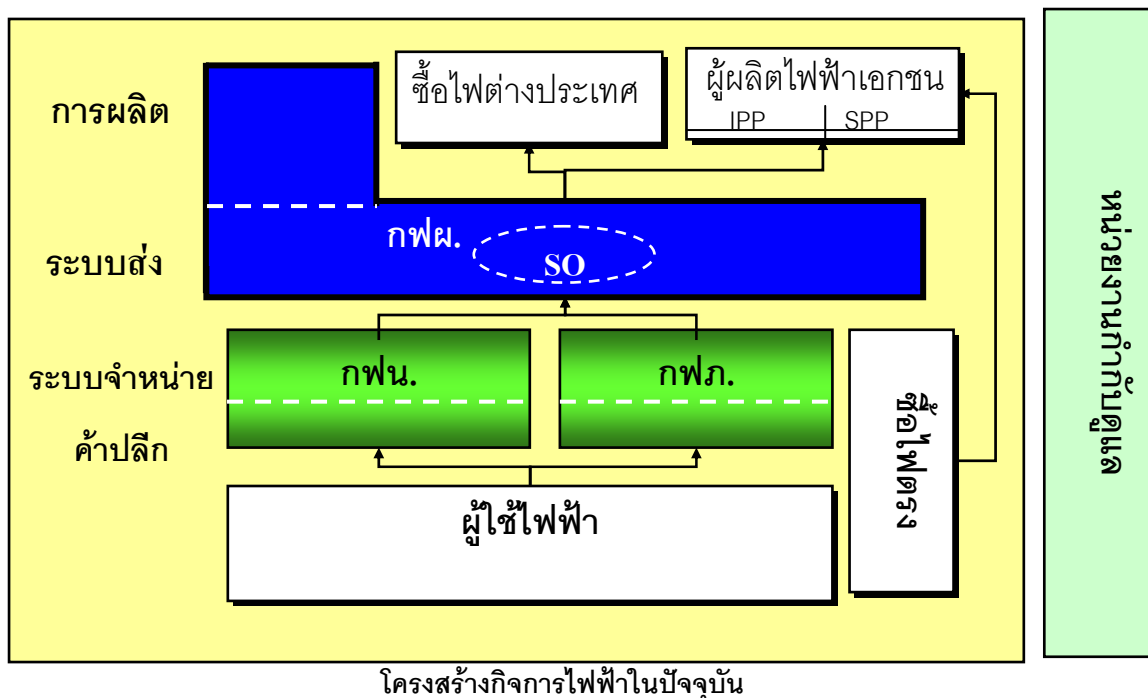 การผลิต
ซื้อไฟต่างประเทศ
ผู้ผลิตไฟฟ้าเอกชน
IPP SPP
ระบบส่ง
กฟผ.
SO
ระบบจำหน่าย
กฟน.
กฟภ.
ค้าปลีก
ผู้ใช้ไฟฟ้า
ซื้อไฟตรง
หน่วยงานกำกับดูแล
โครงสร้างกิจการไฟฟ้าในปัจจุบัน